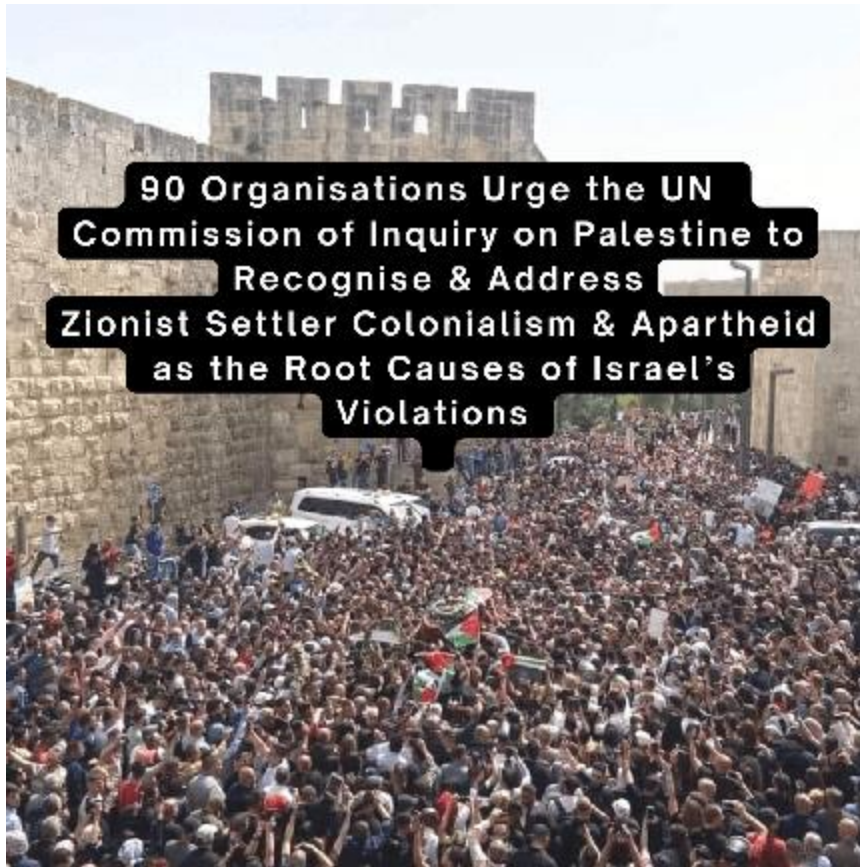 90 Organisations Urge the UN
Commission of Inquiry on Palestine to
Recognise & Address
Zionist Settler Colonialism & Apartheid
as the Root Causes of Israel's
Violations